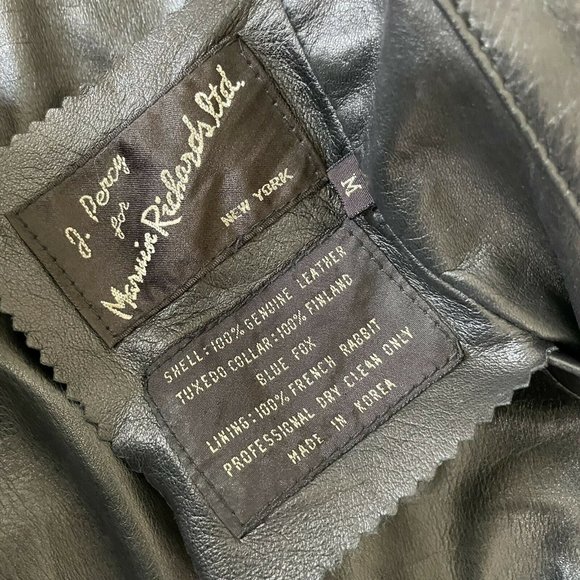 J. Percy
for
Marvin Richards ltd.
NEW YORK
M
SHELL: 100% GENUINE LEATHER
TUXEDO COLLAR: 100% FINLAND
BLUE FOX
LINING: 100% FRENCH RABBIT
PROFESSIONAL DRY CLEAN ONLY
MADE IN KOREA